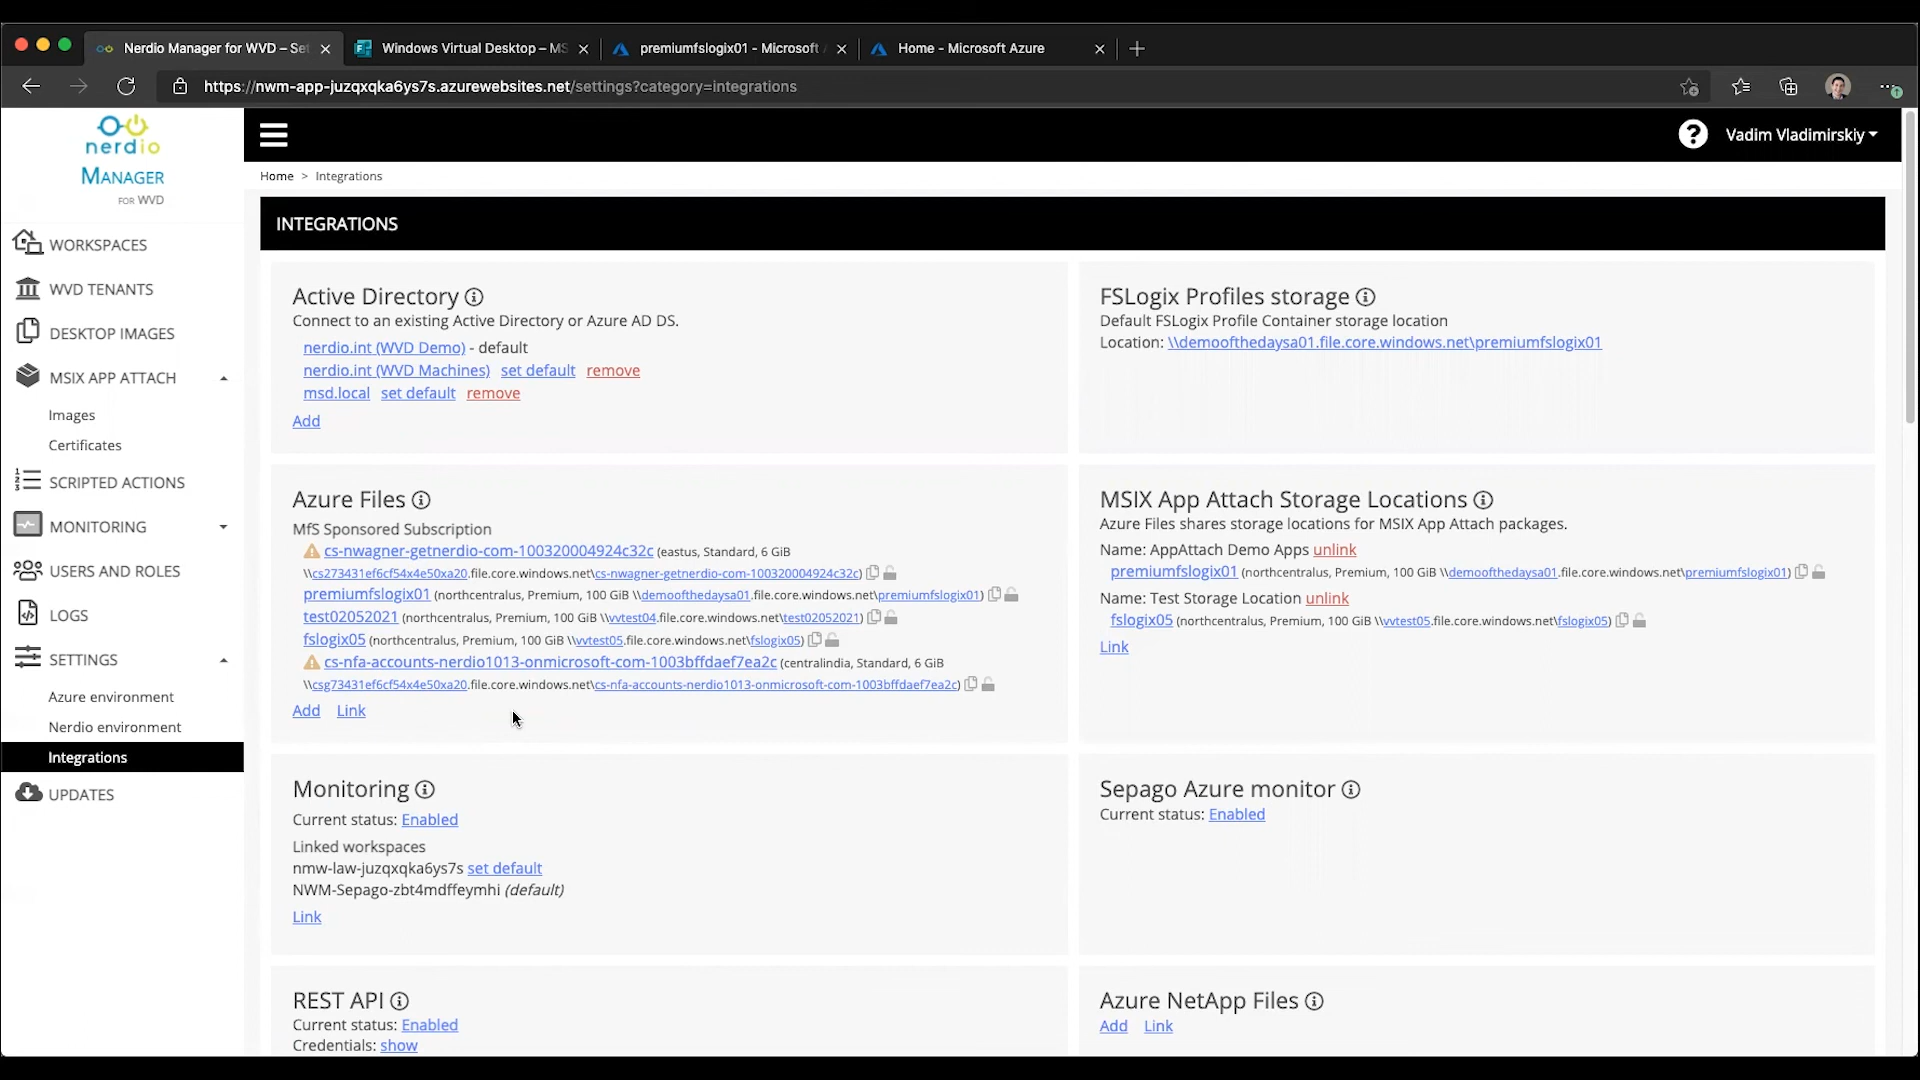 Nerdio Manager for WVD – Set
Windows Virtual Desktop – MS
premiumfslogix01 - Microsoft A
Home - Microsoft Azure
https://nwm-app-juzqxqka6ys7s.azurewebsites.net/settings?category=integrations
nerdio
MANAGER
FOR WVD
WORKSPACES
WVD TENANTS
DESKTOP IMAGES
MSIX APP ATTACH
Images
Certificates
SCRIPTED ACTIONS
MONITORING
USERS AND ROLES
LOGS
SETTINGS
Azure environment
Nerdio environment
Integrations
UPDATES
Vadim Vladimirskiy
Home > Integrations
INTEGRATIONS
Active Directory
Connect to an existing Active Directory or Azure AD DS.
nerdio.int (WVD Demo) - default
nerdio.int (WVD Machines) set default remove
msd.local set default remove
Add
FSLogix Profiles storage
Default FSLogix Profile Container storage location
Location: \\demoofthedaysa01.file.core.windows.net\premiumfslogix01
Azure Files
MfS Sponsored Subscription
cs-nwagner-getnerdio-com-100320004924c32c (eastus, Standard, 6 GiB
\\cs273431ef6cf54x4e50xa20.file.core.windows.net\cs-nwagner-getnerdio-com-100320004924c32c)
premiumfslogix01 (northcentralus, Premium, 100 GiB \\demoofthedaysa01.file.core.windows.net\premiumfslogix01)
test02052021 (northcentralus, Premium, 100 GiB \\vvtest04.file.core.windows.net\test02052021)
fslogix05 (northcentralus, Premium, 100 GiB \\vvtest05.file.core.windows.net\fslogix05)
cs-nfa-accounts-nerdio1013-onmicrosoft-com-1003bffdaef7ea2c (centralindia, Standard, 6 GiB
\\csg73431ef6cf54x4e50xa20.file.core.windows.net\cs-nfa-accounts-nerdio1013-onmicrosoft-com-1003bffdaef7ea2c)
Add Link
MSIX App Attach Storage Locations
Azure Files shares storage locations for MSIX App Attach packages.
Name: AppAttach Demo Apps unlink
premiumfslogix01 (northcentralus, Premium, 100 GiB \\demoofthedaysa01.file.core.windows.net\premiumfslogix01)
Name: Test Storage Location unlink
fslogix05 (northcentralus, Premium, 100 GiB \\vvtest05.file.core.windows.net\fslogix05)
Link
Monitoring
Current status: Enabled
Linked workspaces
nmw-law-juzqxqka6ys7s set default
NWM-Sepago-zbt4mdffeymhi (default)
Link
Sepago Azure monitor
Current status: Enabled
REST API
Current status: Enabled
Credentials: show
Azure NetApp Files
Add Link